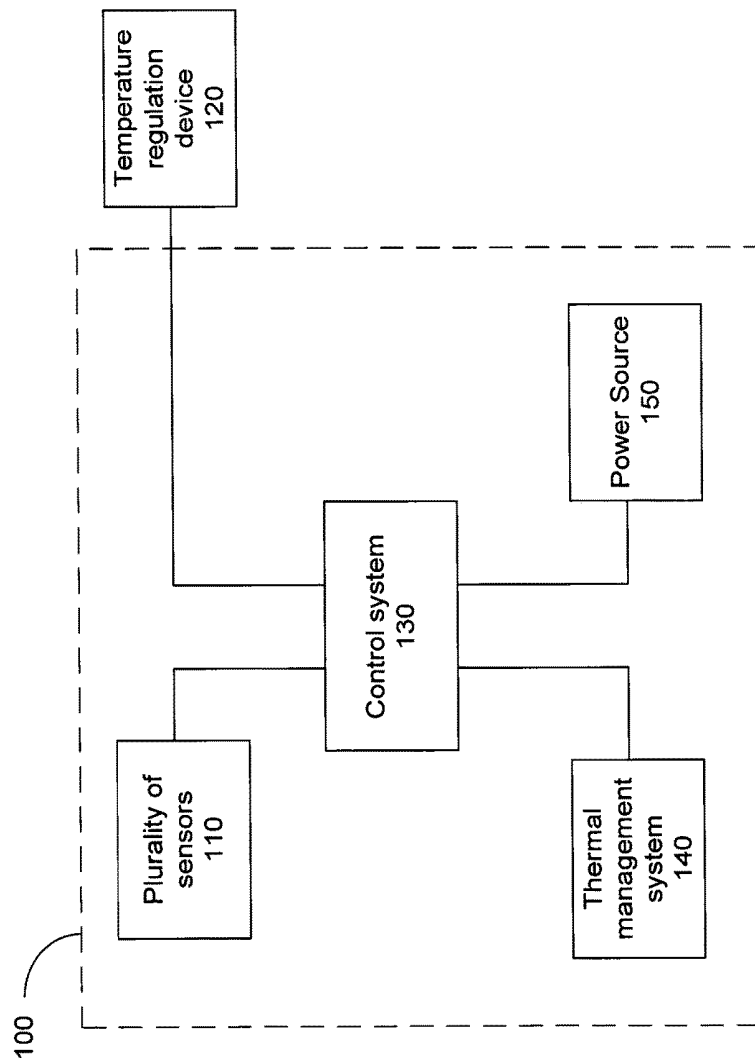 100
Plurality of
sensors
110
Temperature
regulation
device
120
Control system
130
Thermal
management
system
140
Power Source
150